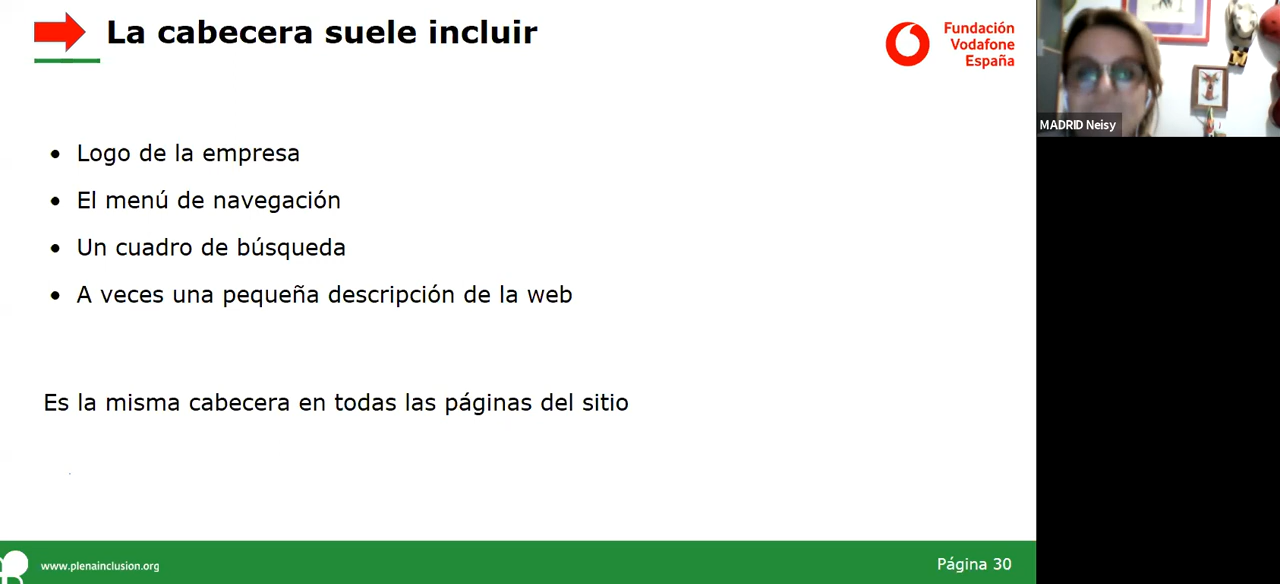 La cabecera suele incluir
Fundación
Vodafone
España
MADRID Neisy
• Logo de la empresa
• El menú de navegación
• Un cuadro de búsqueda
• A veces una pequeña descripción de la web
Es la misma cabecera en todas las páginas del sitio
www.plenainclusion.org
Página 30